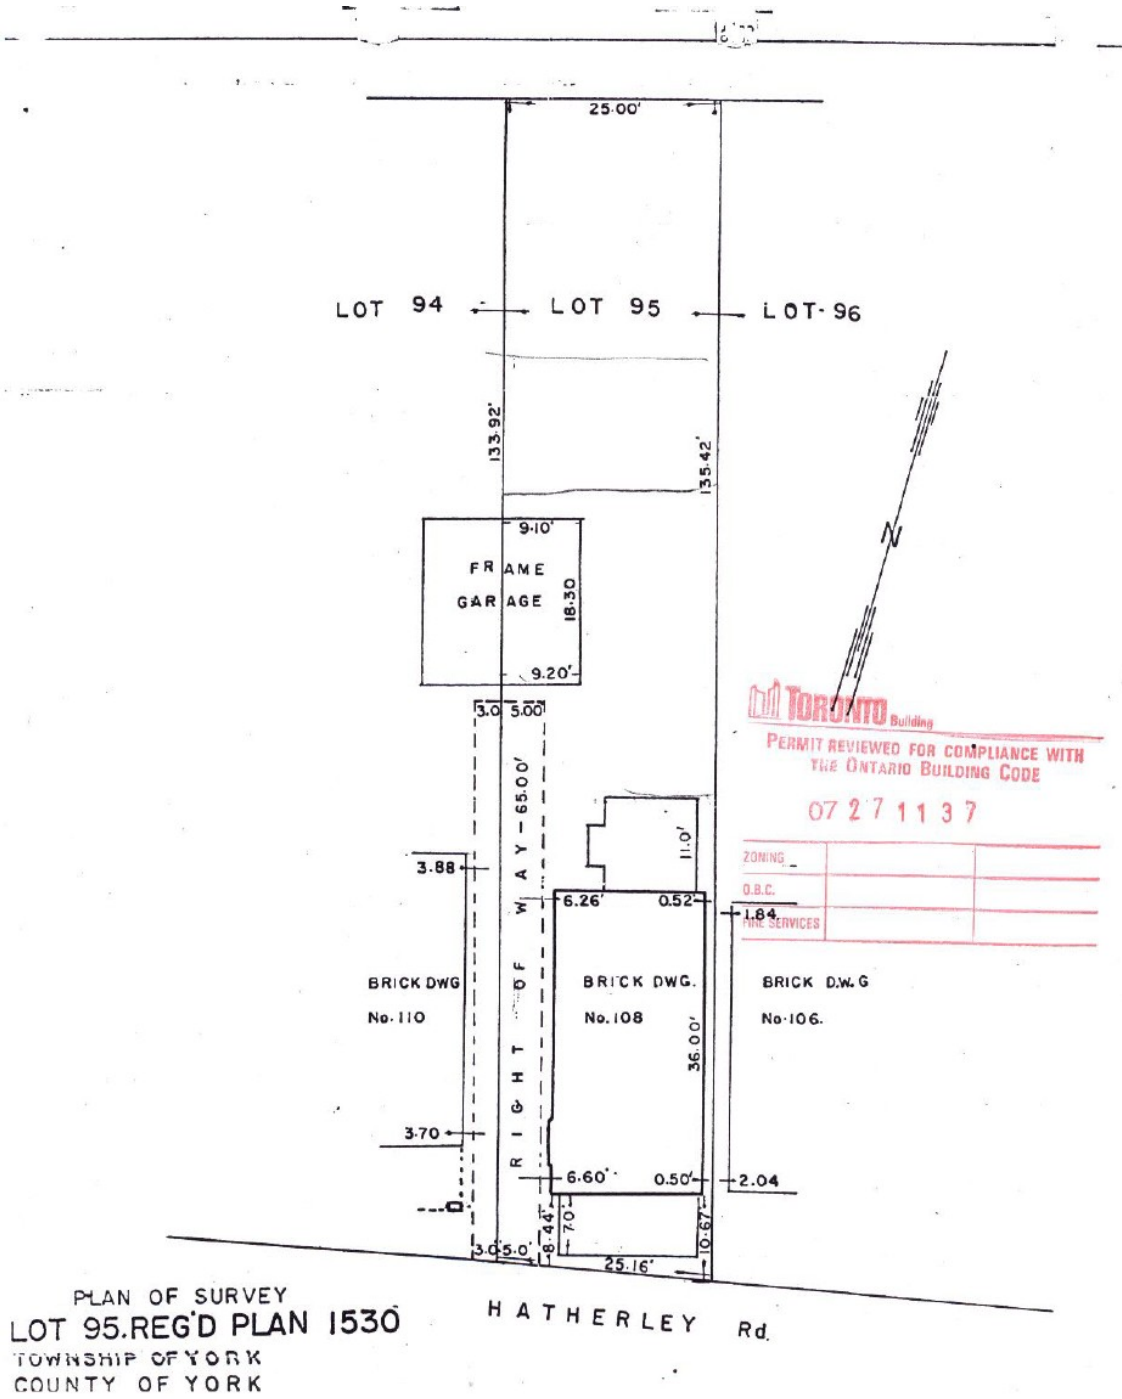 25.00'
LOT 94
LOT 95
LOT-96
133.92'
135.42'
9.10'
FRAME
GARAGE
18.30
9.20'
N
TORONTO Building
PERMIT REVIEWED FOR COMPLIANCE WITH
THE ONTARIO BUILDING CODE
07 271137
ZONING
O.B.C.
FIRE SERVICES
3.0 5.00'
RIGHT OF WAY - 65.00'
11.0'
3.88
6.26'
0.52'
1.84
BRICK DWG
No. 110
BRICK DWG.
No. 108
BRICK D.W.G
No. 106.
36.00'
3.70
6.60'
0.50'
2.04
8.44'
7.0'
10.67'
3.0' 5.0'
25.16'
HATHERLEY Rd.
PLAN OF SURVEY
LOT 95.REG'D PLAN 1530
TOWNSHIP OF YORK
COUNTY OF YORK